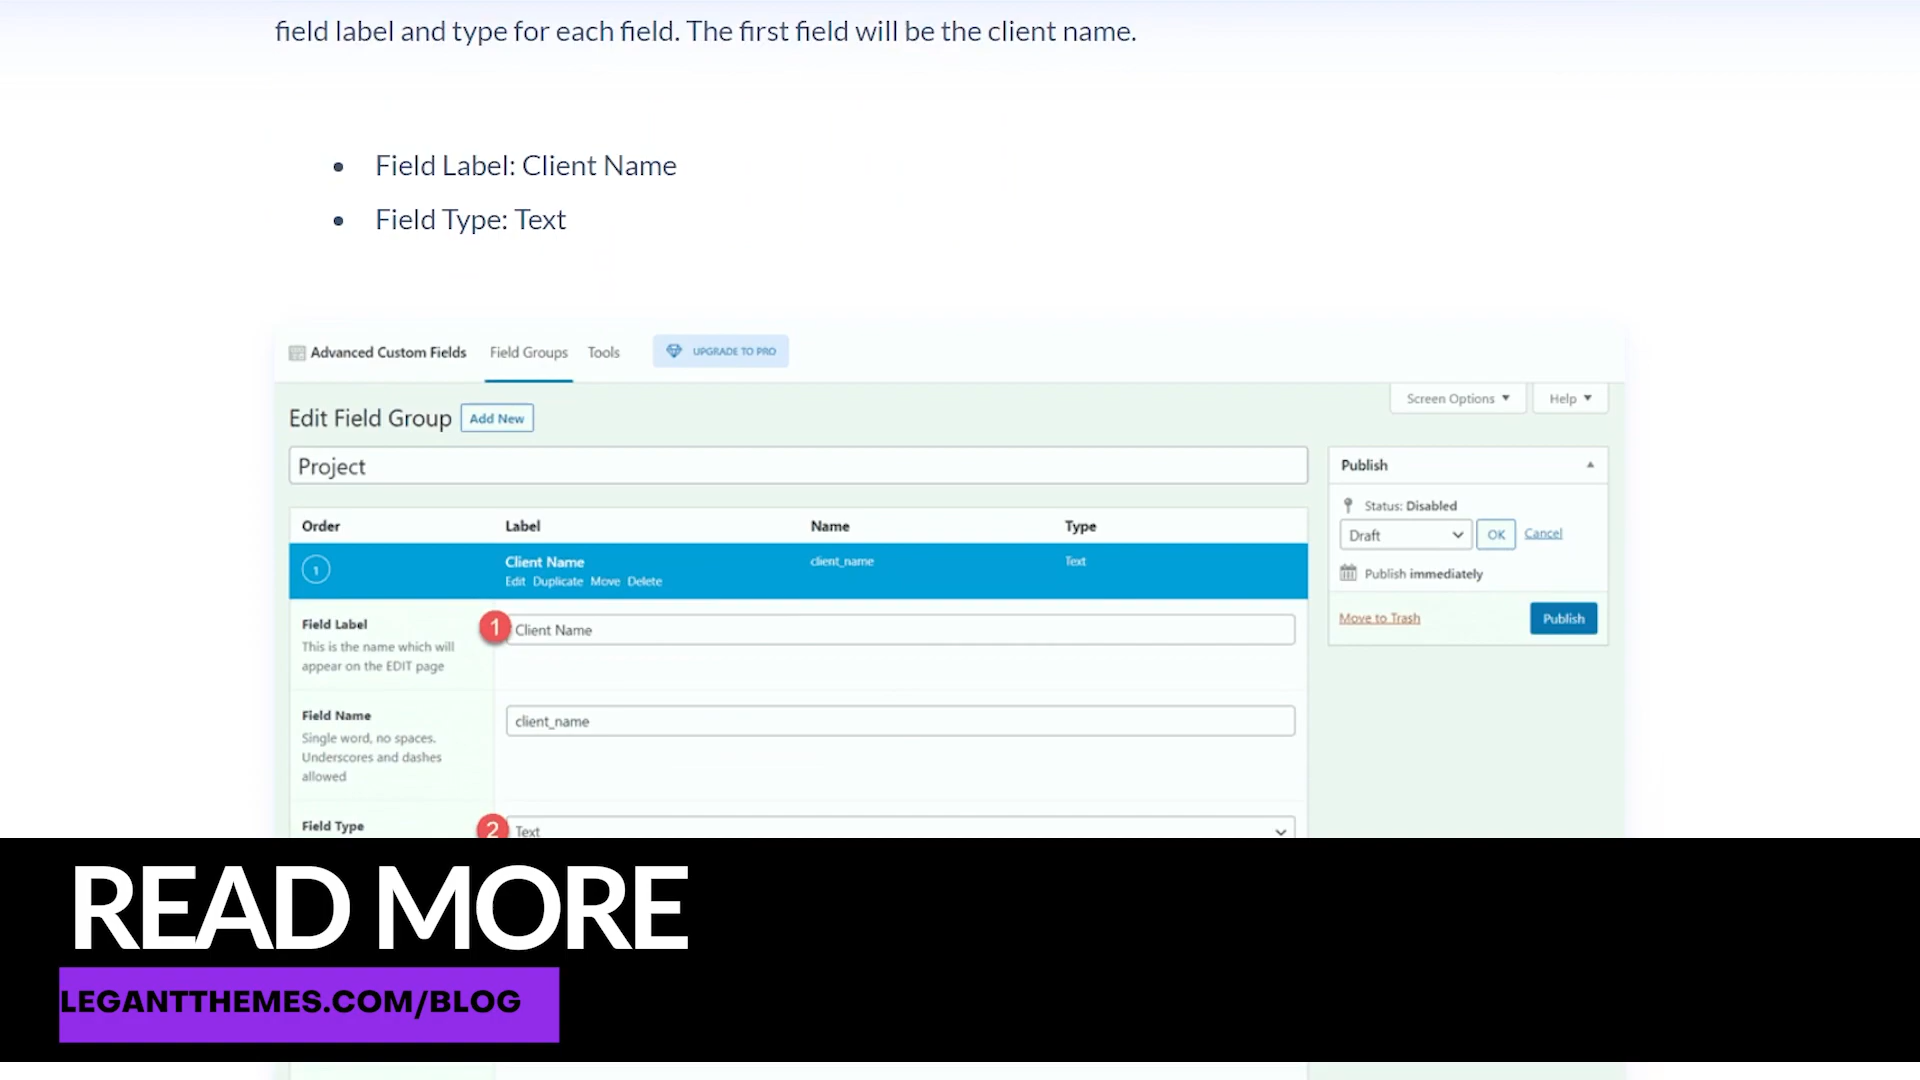 field label and type for each field. The first field will be the client name.
• Field Label: Client Name
• Field Type: Text
Advanced Custom Fields Field Groups Tools UPGRADE TO PRO
Screen Options Help
Edit Field Group Add New
Project
Publish
Status: Disabled
Draft OK Cancel
Publish immediately
Move to Trash Publish
Order Label Name Type
1 Client Name client_name Text
Edit Duplicate Move Delete
Field Label
This is the name which will
appear on the EDIT page
1 Client Name
Field Name
Single word, no spaces.
Underscores and dashes
allowed
client_name
Field Type
2 Text
READ MORE
LEGANTTHEMES.COM/BLOG